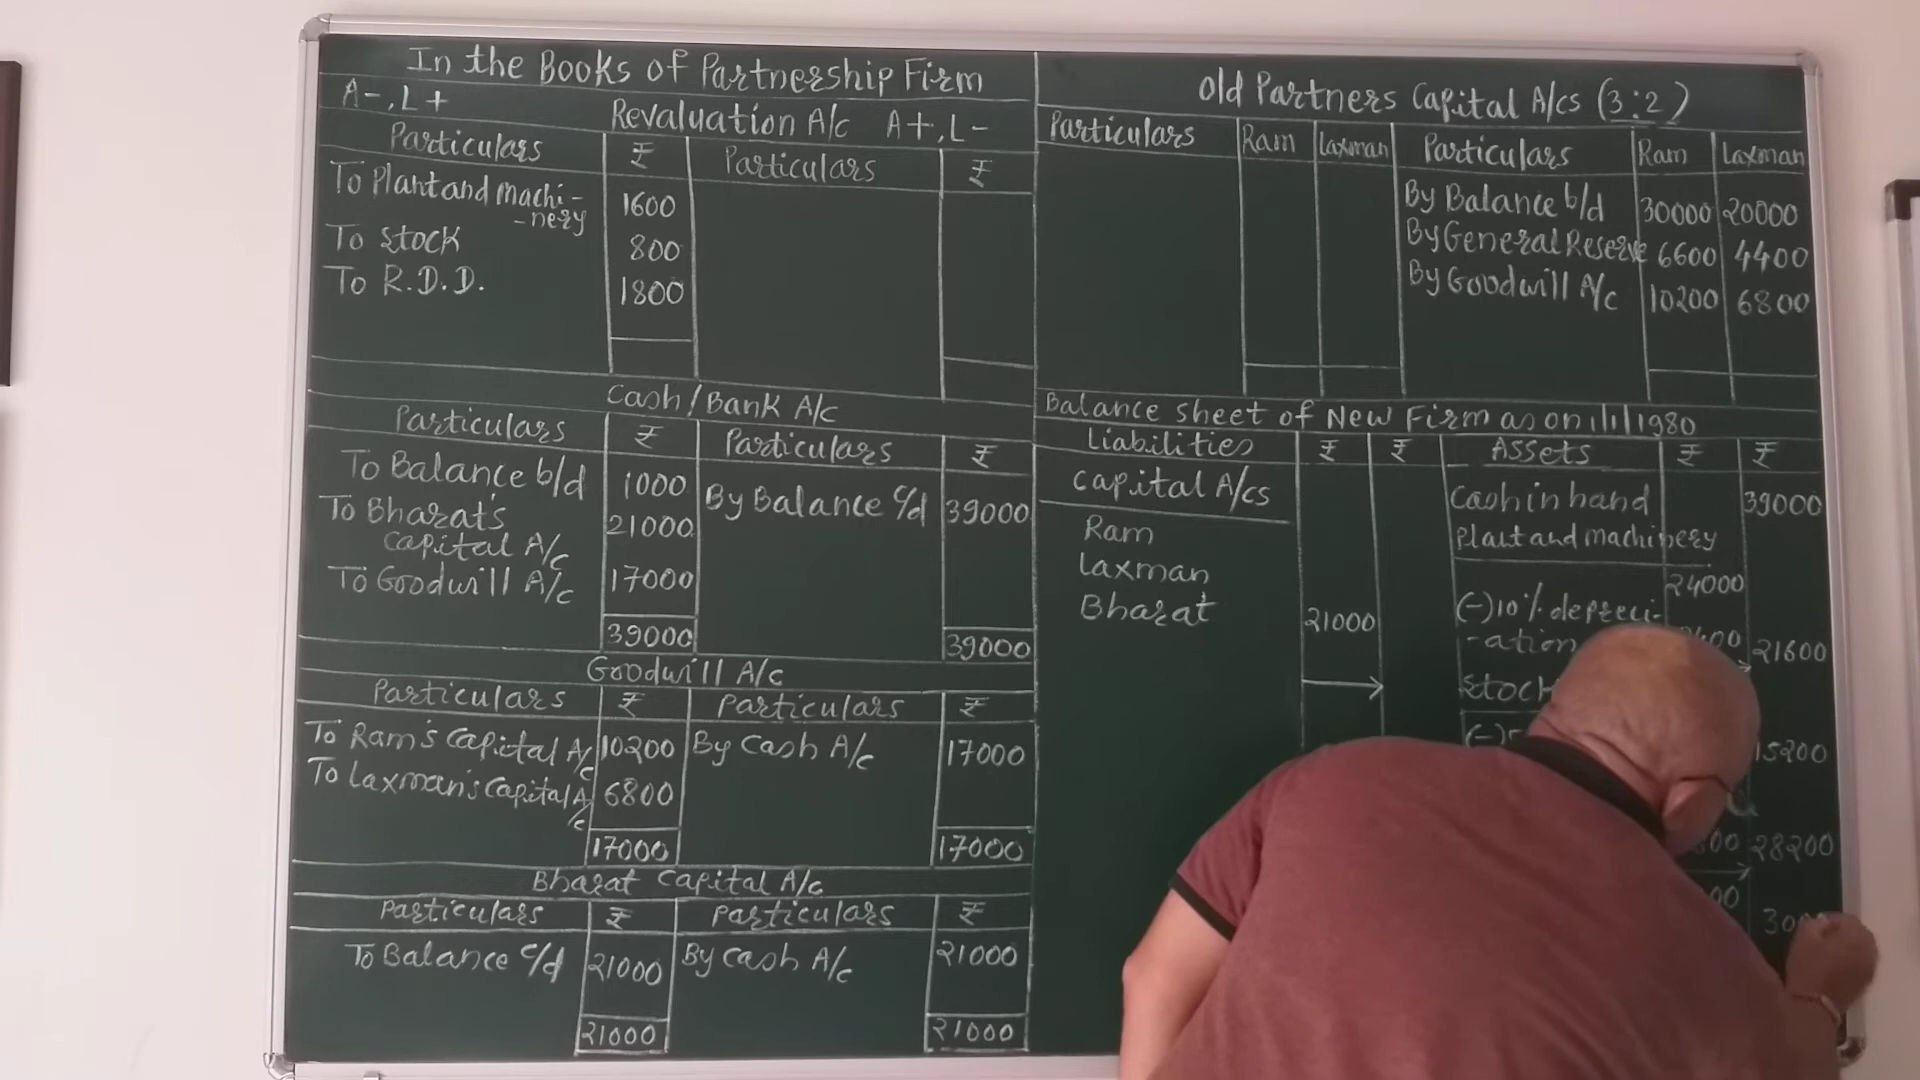 In the Books of Partnership Firm
A-, L+
Revaluation A/c A+, L-
Particulars ₹ Particulars ₹
To Plant and machi-
-nery 1600
To Stock 800
To R.D.D. 1800
Cash/Bank A/c
Particulars ₹ Particulars ₹
To Balance b/d 1000 By Balance c/d 39000
To Bharat's 21000
capital A/c
To Goodwill A/c 17000
39000 39000
Goodwill A/c
Particulars ₹ Particulars ₹
To Ram's Capital A/c 10200 By Cash A/c 17000
To Laxman's Capital A/c 6800
17000 17000
Bharat Capital A/c
Particulars ₹ Particulars ₹
To Balance c/d 21000 By Cash A/c 21000
21000 21000
Old Partners Capital A/cs (3:2)
Particulars Ram Laxman Particulars Ram Laxman
By Balance b/d 30000 20000
By General Reserve 6600 4400
By Goodwill A/c 10200 6800
Balance sheet of New Firm as on 1/1/1980
Liabilities ₹ ₹ Assets ₹ ₹
Capital A/cs Cash in hand 39000
Ram Plant and machinery
Laxman 24000
Bharat 21000 (-)10% depreci-
-ation 21600
Stock
15200
28200